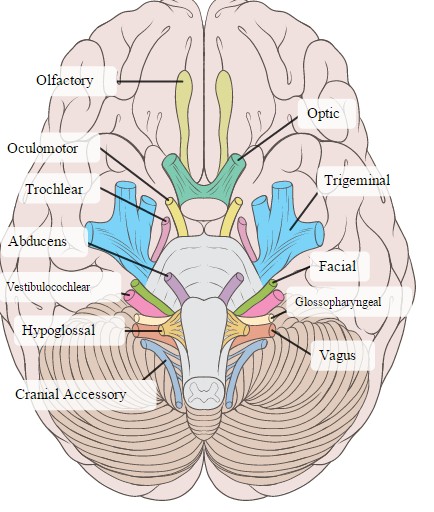 Olfactory
Optic
Oculomotor
Trigeminal
Trochlear
Abducens
Facial
Vestibulocochlear
Glossopharyngeal
Hypoglossal
Vagus
Cranial Accessory